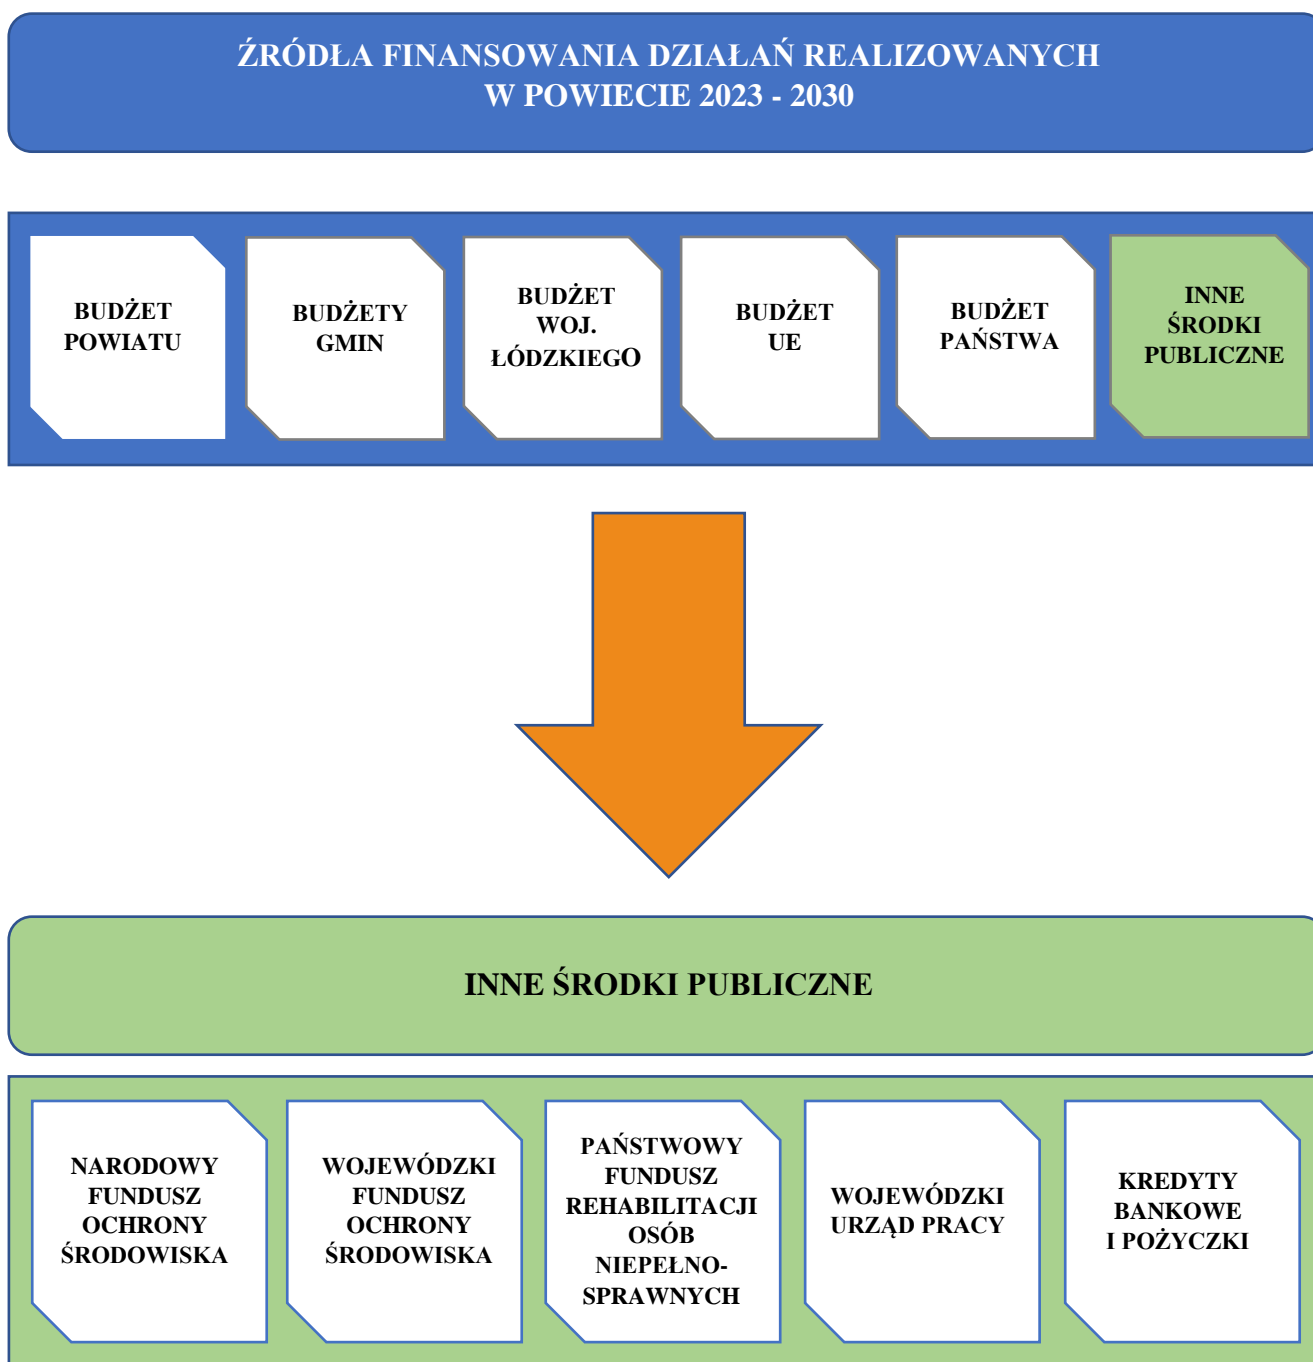 ŹRÓDŁA FINANSOWANIA DZIAŁAŃ REALIZOWANYCH
W POWIECIE 2023 - 2030
BUDŻET
POWIATU
BUDŻETY
GMIN
BUDŻET
WOJ.
ŁÓDZKIEGO
BUDŻET
UE
BUDŻET
PAŃSTWA
INNE
ŚRODKI
PUBLICZNE
INNE ŚRODKI PUBLICZNE
NARODOWY
FUNDUSZ
OCHRONY
ŚRODOWISKA
WOJEWÓDZKI
FUNDUSZ
OCHRONY
ŚRODOWISKA
PAŃSTWOWY
FUNDUSZ
REHABILITACJI
OSÓB
NIEPEŁNO-
SPRAWNYCH
WOJEWÓDZKI
URZĄD PRACY
KREDYTY
BANKOWE
I POŻYCZKI